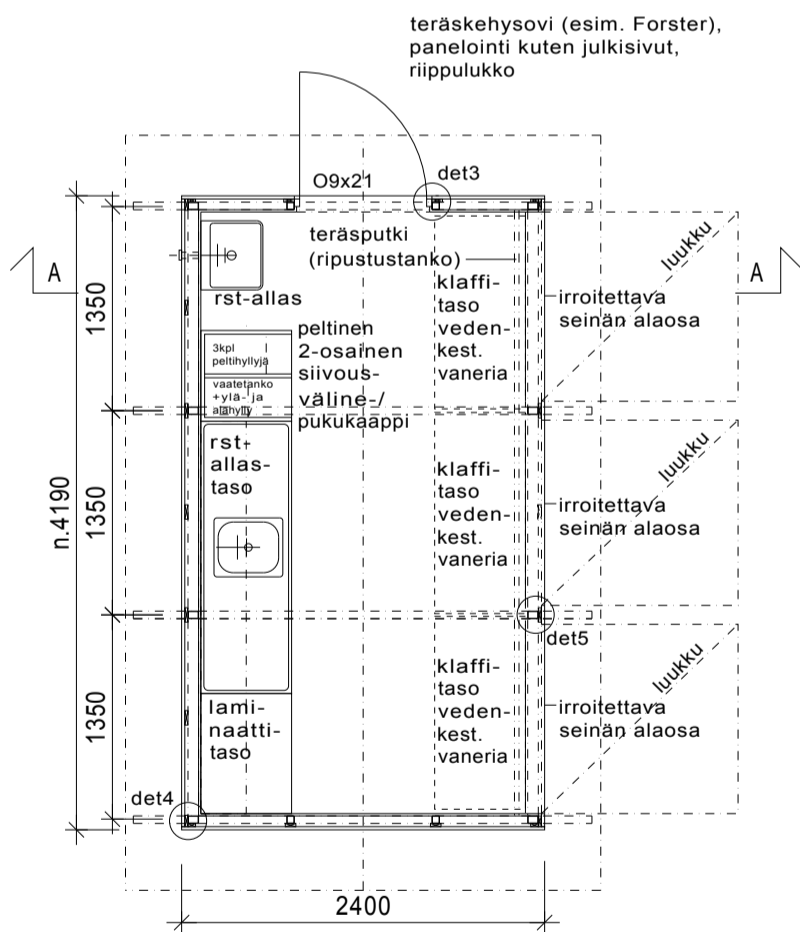 teräskehysovi (esim. Forster),
panelointi kuten julkisivut,
riippulukko
O9x21
det3
A
A
teräsputki
(ripustustanko)
rst-allas
klaffi-
taso
veden-
kest.
vaneria
luukku
irroitettava
seinän alaosa
1350
3kpl
peltihyllyjä
vaatetanko
+ylä- ja
alahylly
peltinen
2-osainen
siivous-
väline-/
pukukaappi
rst-
allas-
taso
klaffi-
taso
veden-
kest.
vaneria
luukku
irroitettava
seinän alaosa
1350
n.4190
det5
lami-
naatti-
taso
klaffi-
taso
veden-
kest.
vaneria
luukku
irroitettava
seinän alaosa
1350
det4
2400